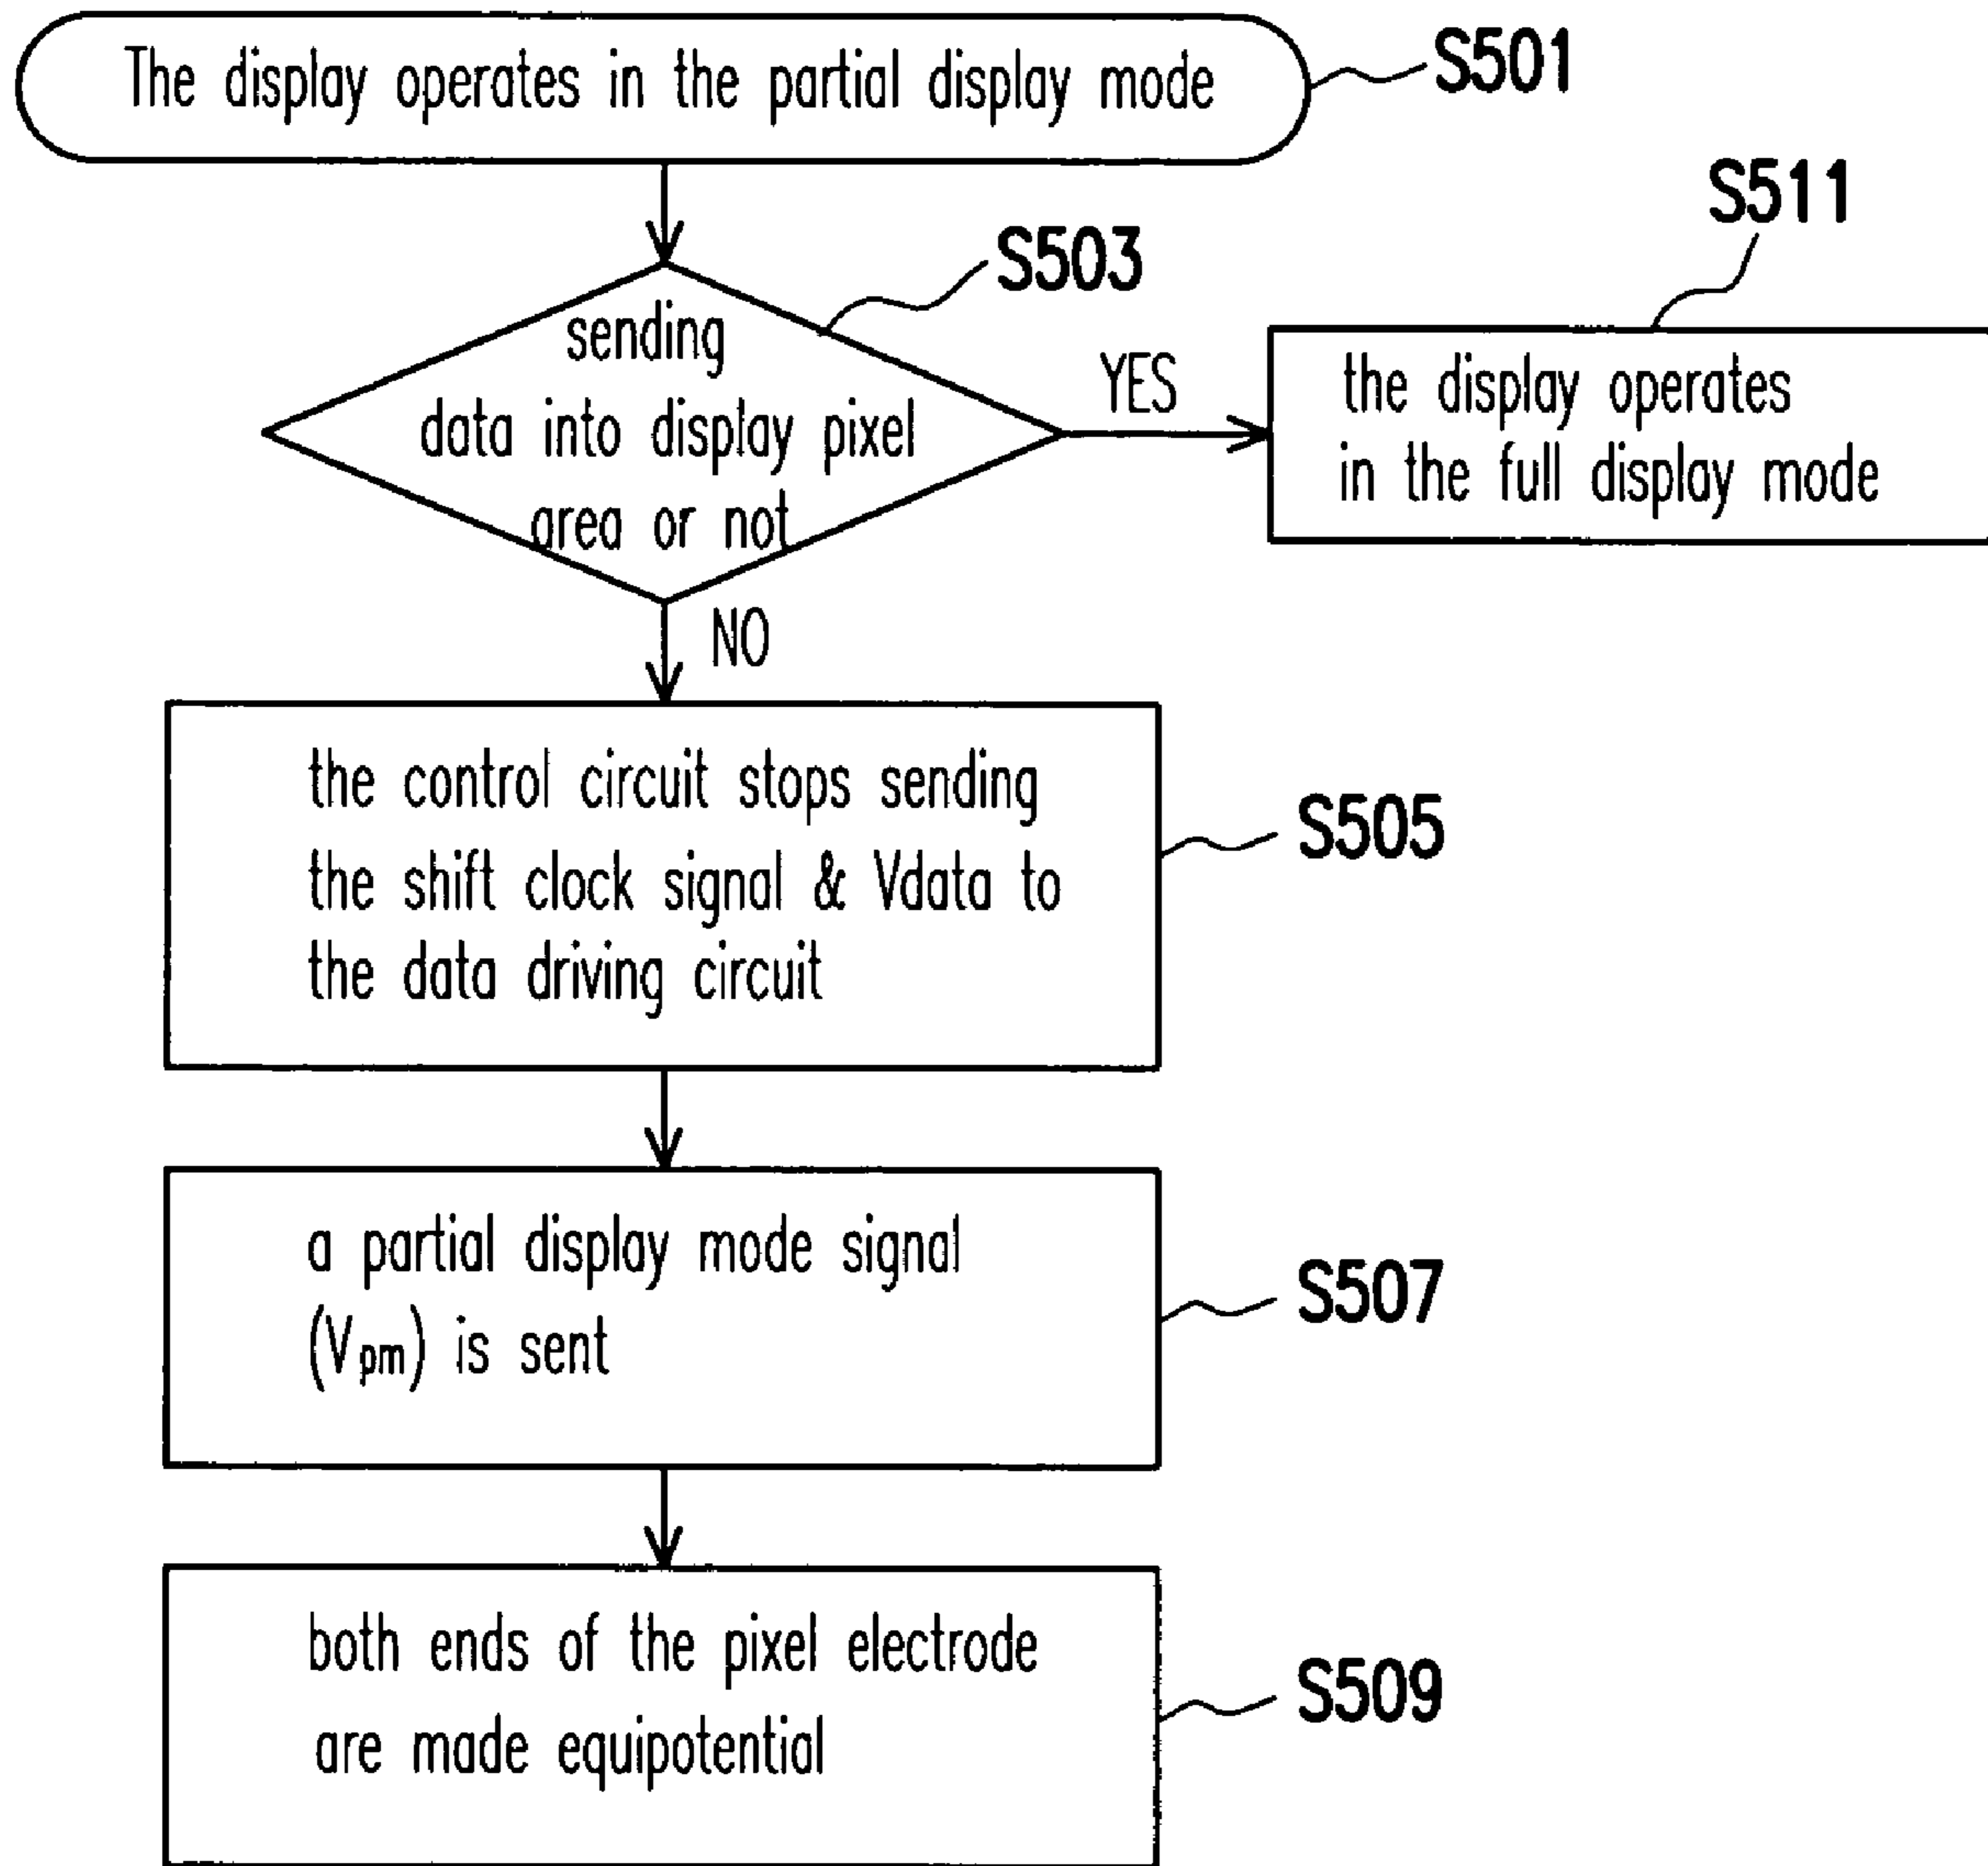 The display operates in the partial display mode
S501
S511
S503
sending
data into display pixel
area or not
YES
the display operates
in the full display mode
NO
the control circuit stops sending
the shift clock signal & Vdata to
the data driving circuit
S505
a partial display mode signal
(Vpm) is sent
S507
both ends of the pixel electrode
are made equipotential
S509